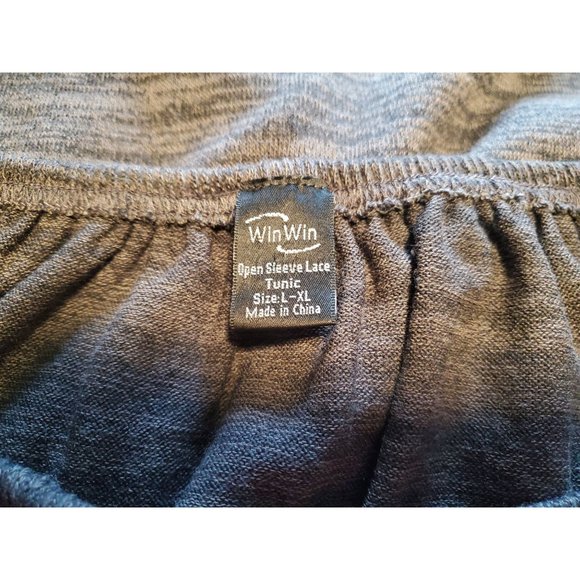 WinWin
Open Sleeve Lace
Tunic
Size:L-XL
Made in China